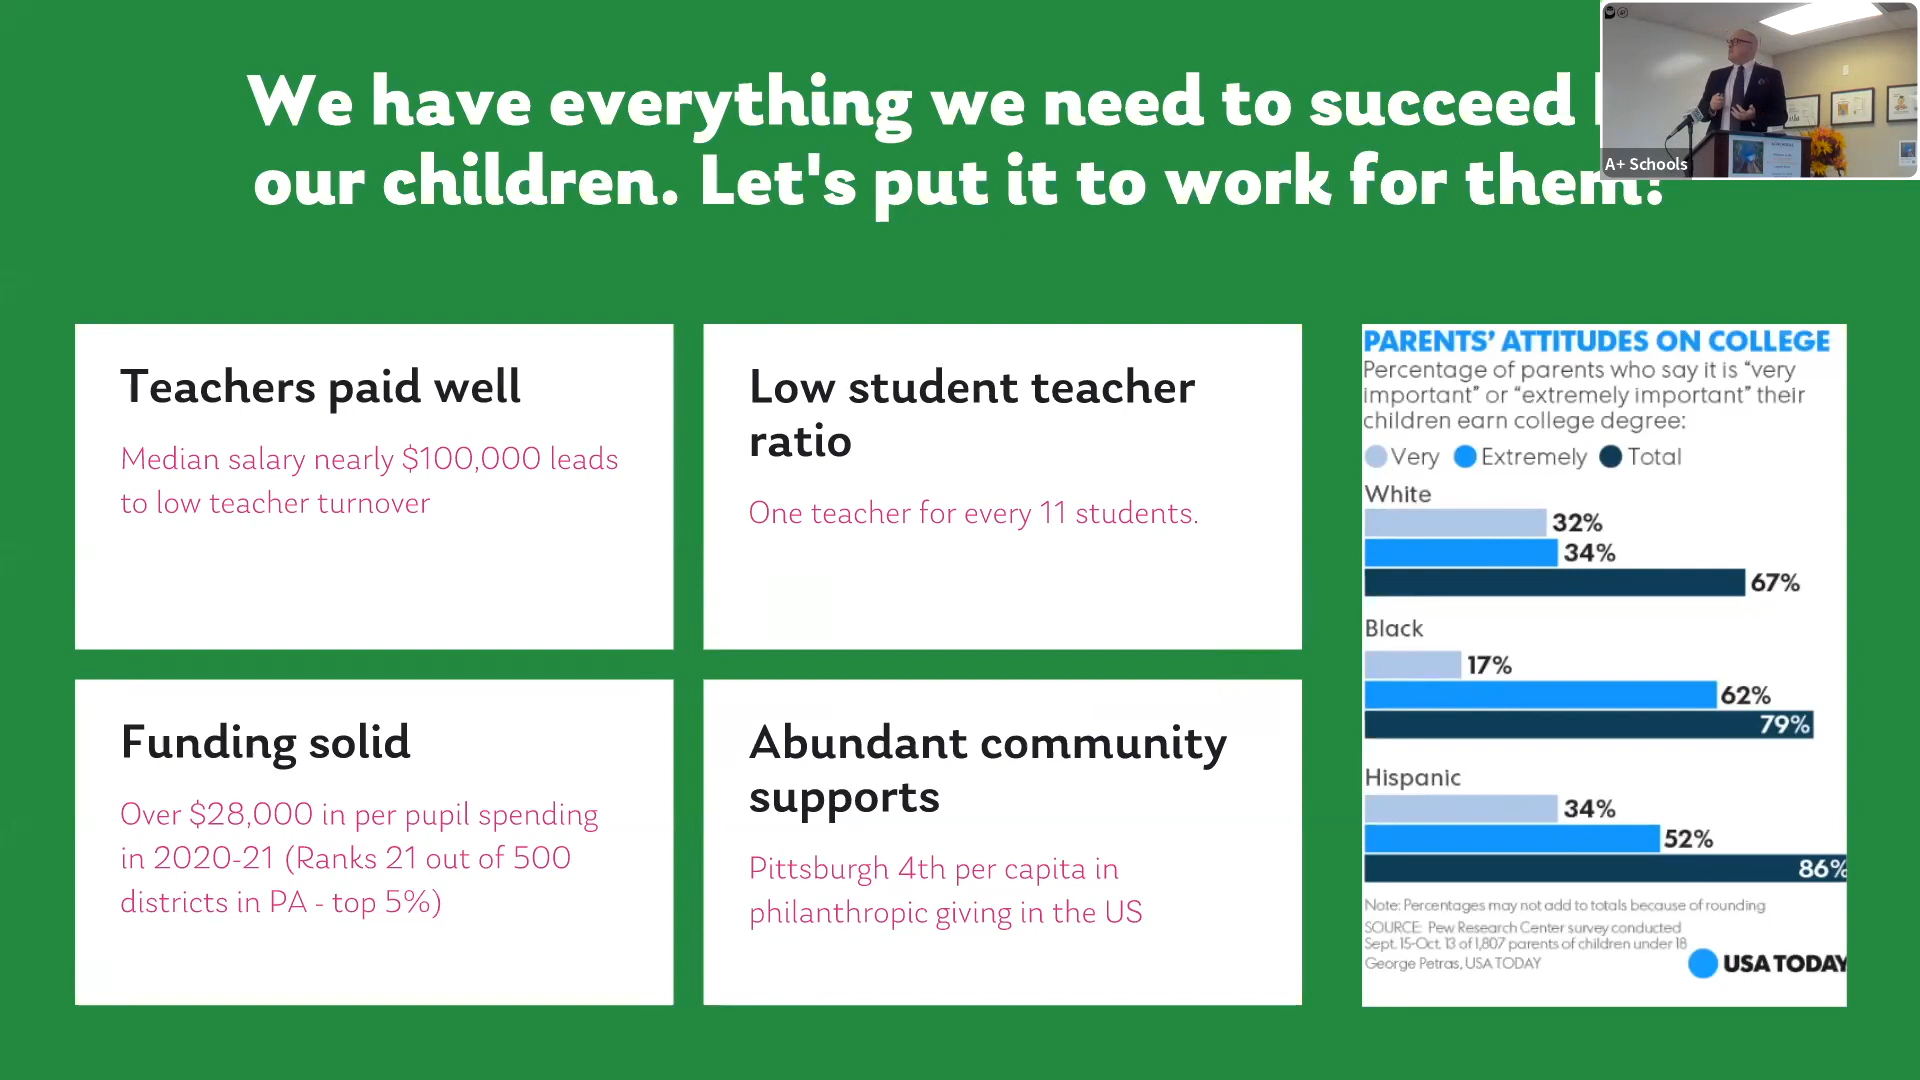 We have everything we need to succeed
our children. Let's put it to work for them!
A+ Schools
Teachers paid well
Median salary nearly $100,000 leads
to low teacher turnover
Low student teacher
ratio
One teacher for every 11 students.
Funding solid
Over $28,000 in per pupil spending
in 2020-21 (Ranks 21 out of 500
districts in PA - top 5%)
Abundant community
supports
Pittsburgh 4th per capita in
philanthropic giving in the US
PARENTS' ATTITUDES ON COLLEGE
Percentage of parents who say it is "very
important" or "extremely important" their
children earn college degree:
Very Extremely Total
White
32%
34%
67%
Black
17%
62%
79%
Hispanic
34%
52%
86%
Note: Percentages may not add to totals because of rounding
SOURCE: Pew Research Center survey conducted
Sept. 15-Oct. 13 of 1,807 parents of children under 18
George Petras, USA TODAY
USA TODAY